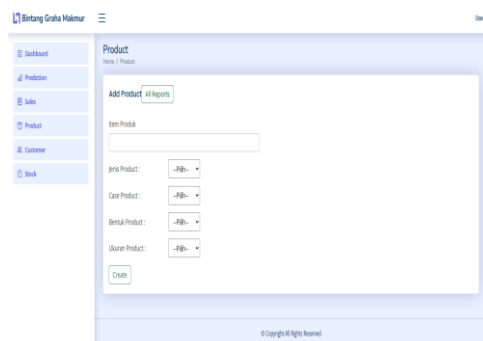 Bintang Graha Makmur
Use
Dashboard
Prediction
Sales
Product
Customer
Stock
Product
Home / Product
Add Product All Reports
Item Produk
Jenis Product : --Pilih--
Case Product : --Pilih--
Bentuk Product : --Pilih--
Ukuran Product : --Pilih--
Create
© Copyright All Rights Reserved